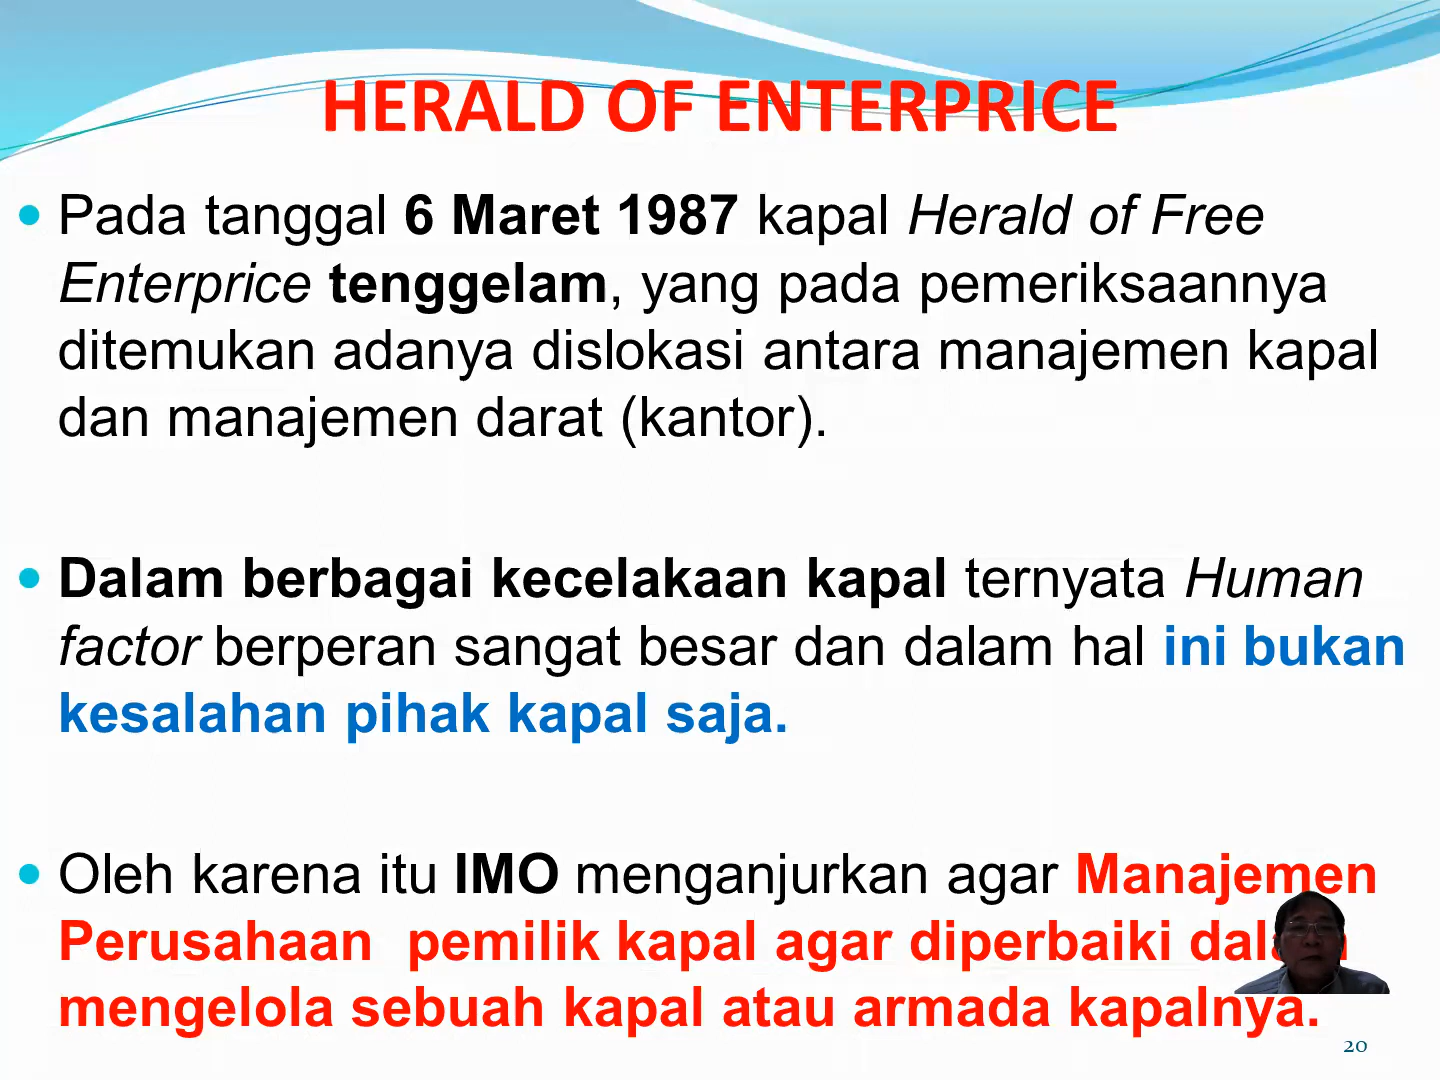 HERALD OF ENTERPRICE
Pada tanggal 6 Maret 1987 kapal Herald of Free
Enterprice tenggelam, yang pada pemeriksaannya
ditemukan adanya dislokasi antara manajemen kapal
dan manajemen darat (kantor).
Dalam berbagai kecelakaan kapal ternyata Human
factor berperan sangat besar dan dalam hal ini bukan
kesalahan pihak kapal saja.
Oleh karena itu IMO menganjurkan agar Manajemen
Perusahaan  pemilik kapal agar diperbaiki dalam
mengelola sebuah kapal atau armada kapalnya.
20